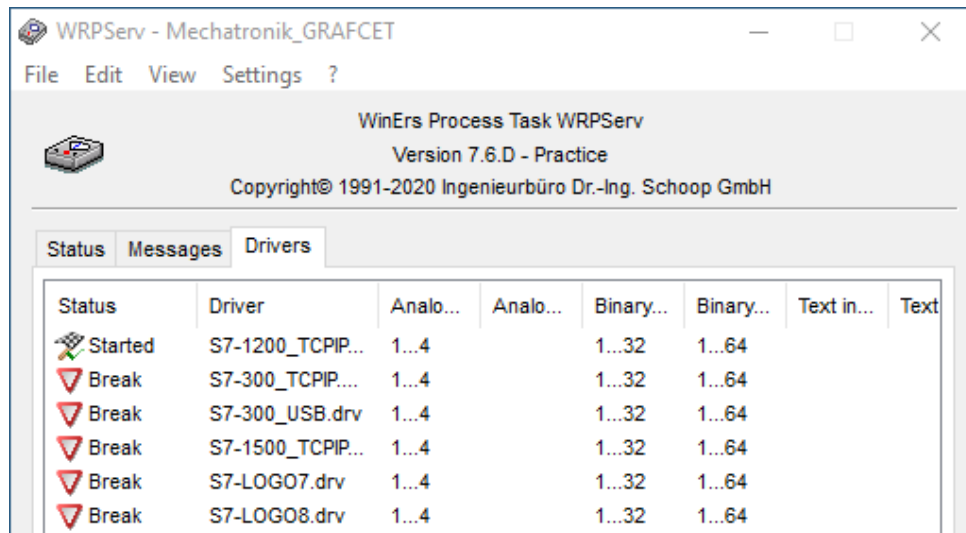 WRPServ - Mechatronik_GRAFCET
File Edit View Settings ?
WinErs Process Task WRPServ
Version 7.6.D - Practice
Copyright© 1991-2020 Ingenieurbüro Dr.-Ing. Schoop GmbH
Status Messages Drivers
Status Driver Analo... Analo... Binary... Binary... Text in... Text
Started S7-1200_TCPIP... 1...4 1...32 1...64
Break S7-300_TCPIP.... 1...4 1...32 1...64
Break S7-300_USB.drv 1...4 1...32 1...64
Break S7-1500_TCPIP... 1...4 1...32 1...64
Break S7-LOGO7.drv 1...4 1...32 1...64
Break S7-LOGO8.drv 1...4 1...32 1...64